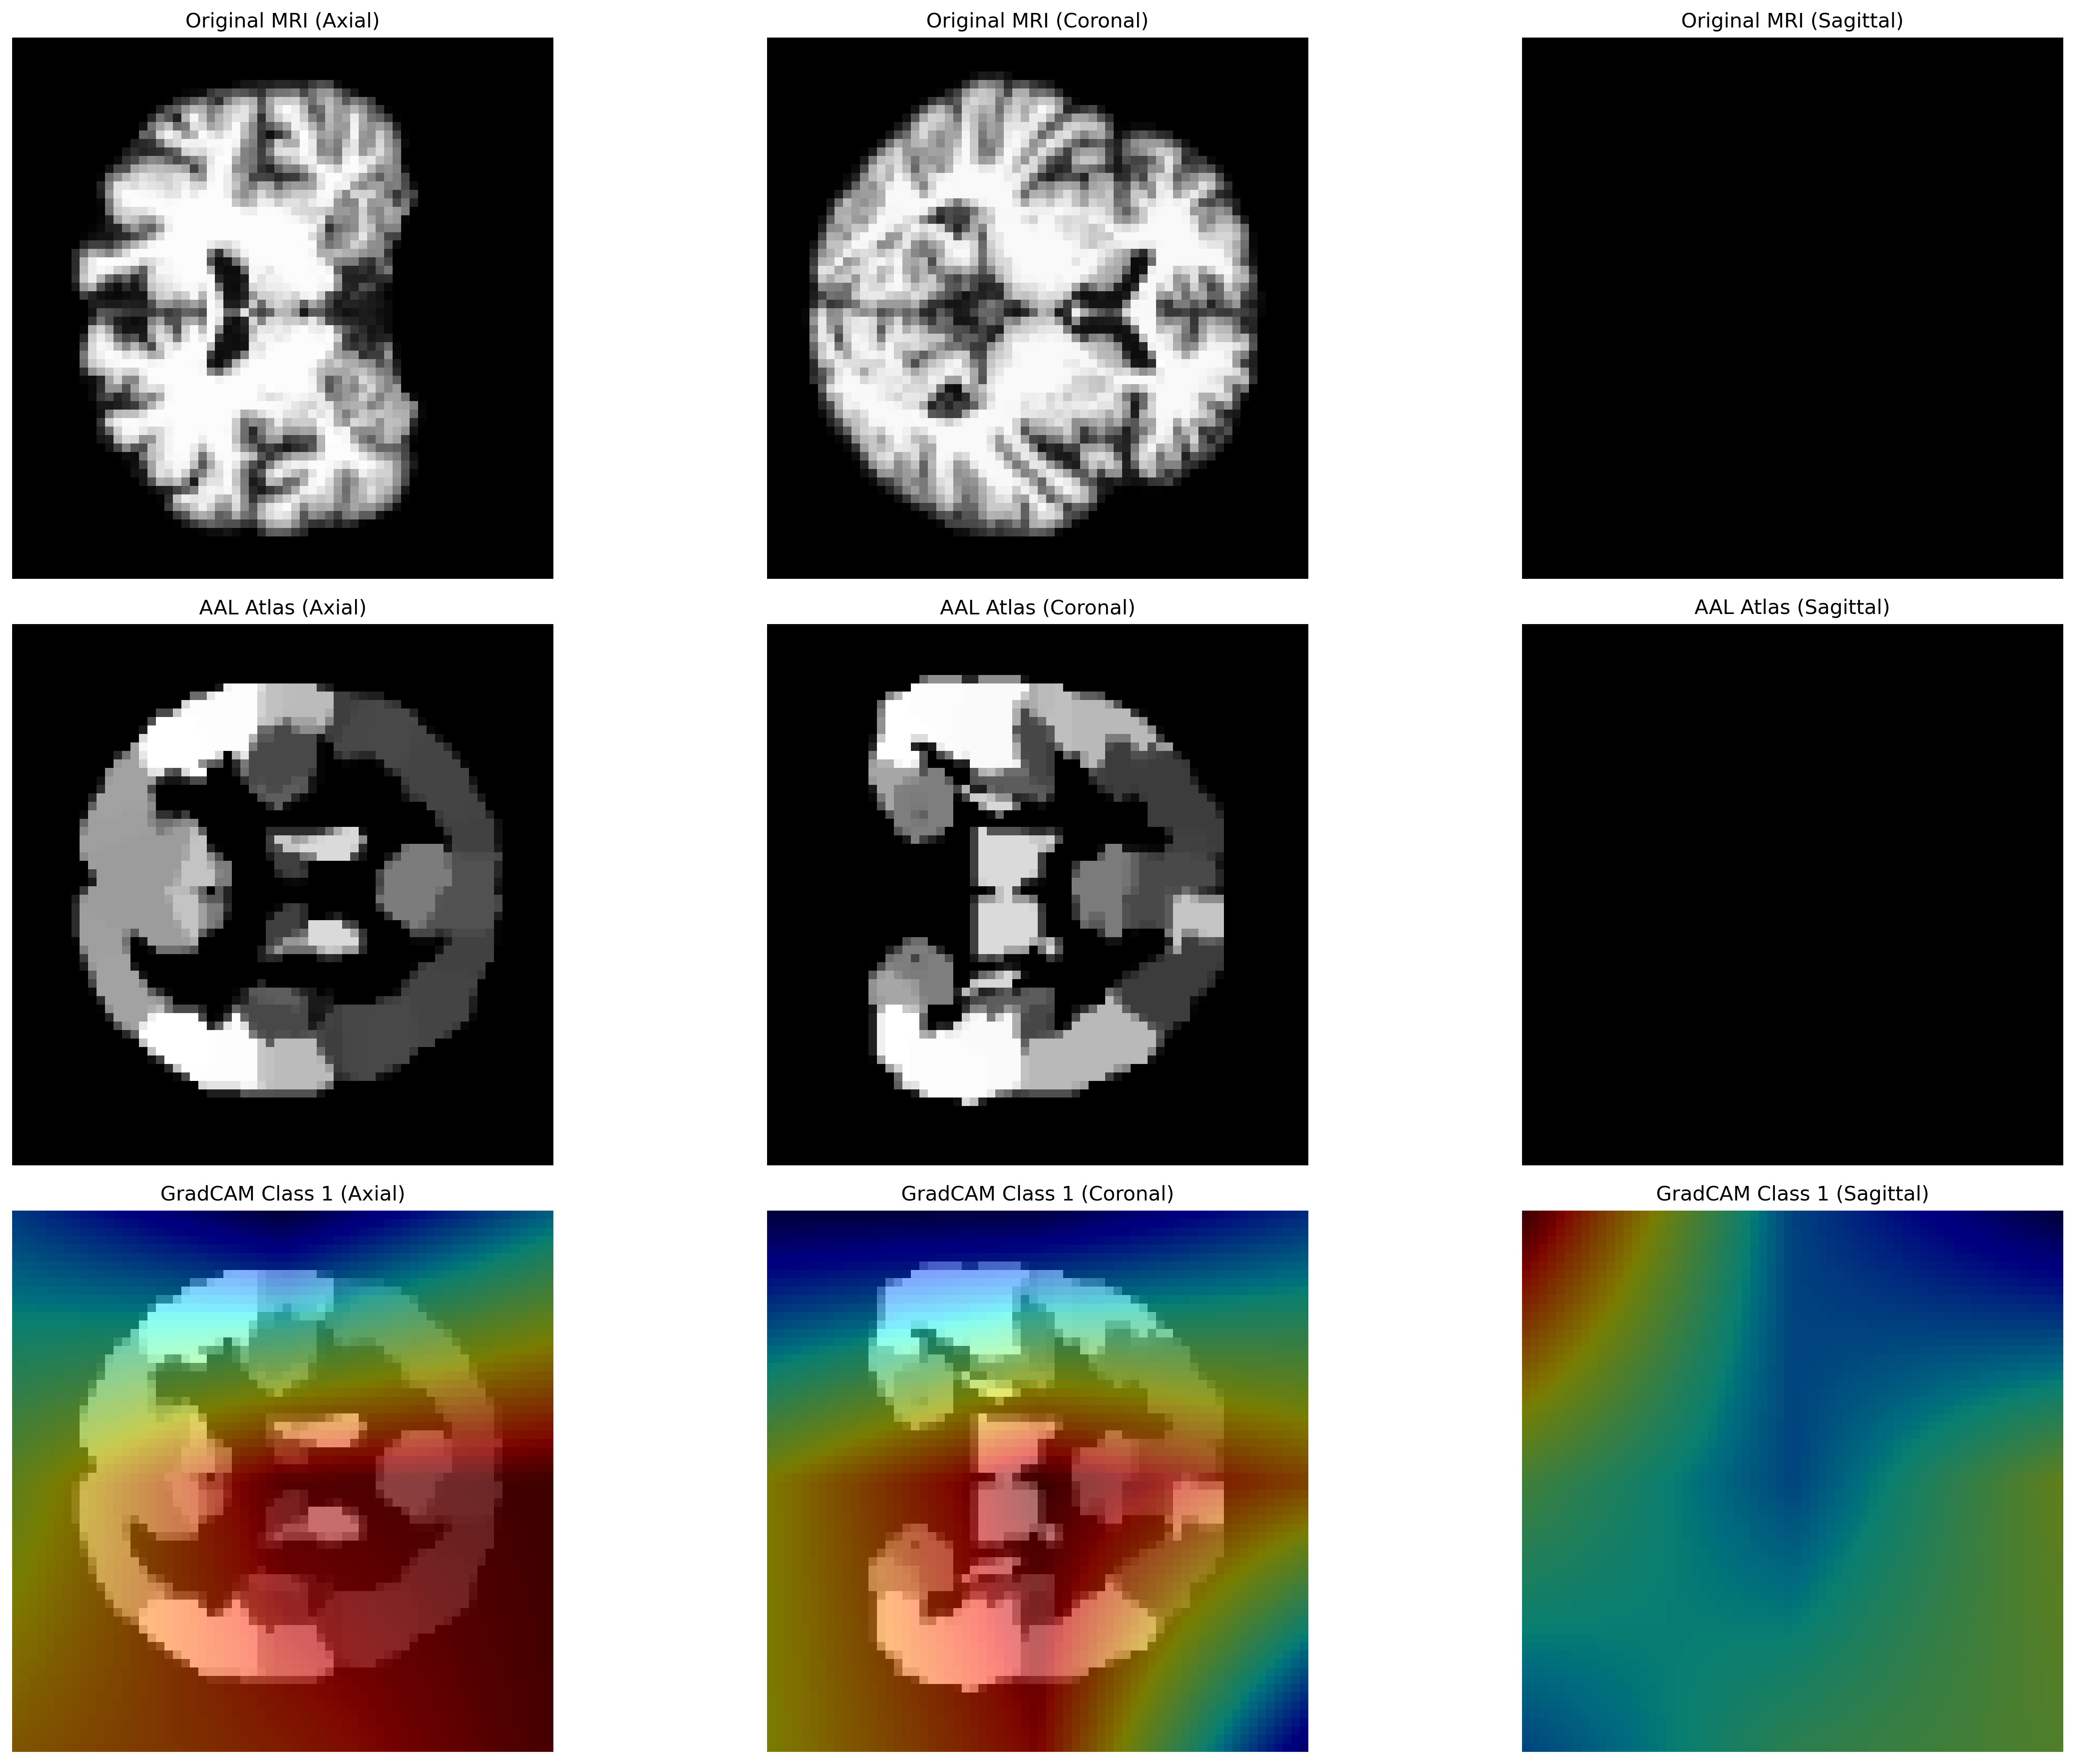 Original MRI (Axial)
Original MRI (Coronal)
Original MRI (Sagittal)
AAL Atlas (Axial)
AAL Atlas (Coronal)
AAL Atlas (Sagittal)
GradCAM Class 1 (Axial)
GradCAM Class 1 (Coronal)
GradCAM Class 1 (Sagittal)